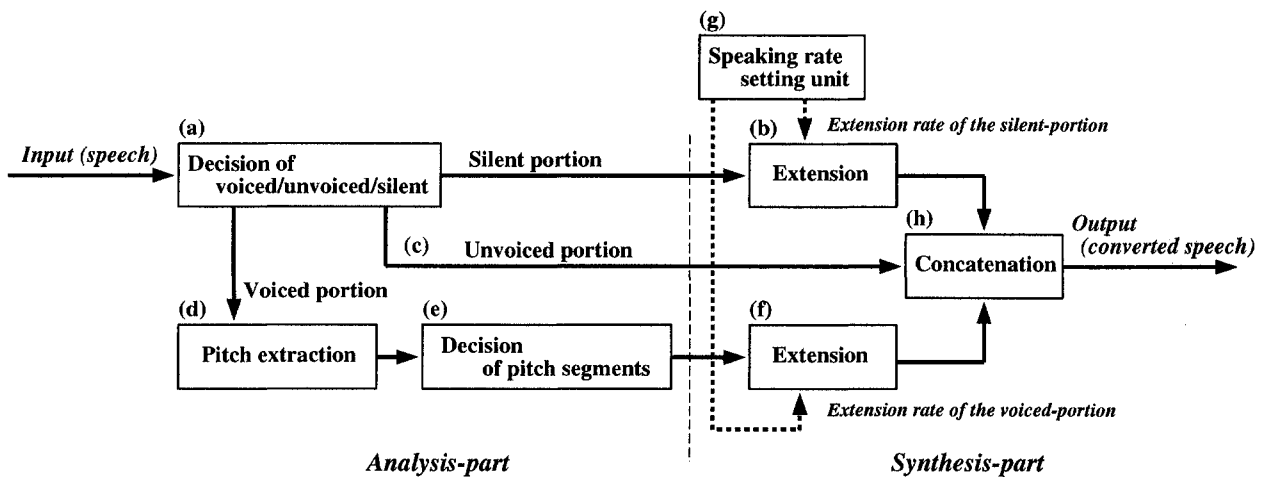 (g)
Speaking rate
setting unit
(a)
Input (speech)
Decision of
voiced/unvoiced/silent
Silent portion
Extension rate of the silent-portion
(b)
Extension
(c)
Unvoiced portion
(h)
Concatenation
Output
(converted speech)
Voiced portion
(d)
Pitch extraction
(e)
Decision
of pitch segments
(f)
Extension
Extension rate of the voiced-portion
Analysis-part
Synthesis-part